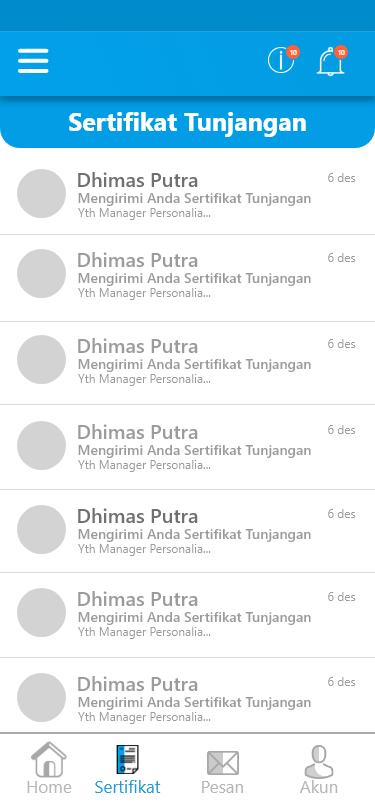 10
10
Sertifikat Tunjangan
Dhimas Putra
6 des
Mengirimi Anda Sertifikat Tunjangan
Yth Manager Personalia...
Dhimas Putra
6 des
Mengirimi Anda Sertifikat Tunjangan
Yth Manager Personalia...
Dhimas Putra
6 des
Mengirimi Anda Sertifikat Tunjangan
Yth Manager Personalia...
Dhimas Putra
6 des
Mengirimi Anda Sertifikat Tunjangan
Yth Manager Personalia...
Dhimas Putra
6 des
Mengirimi Anda Sertifikat Tunjangan
Yth Manager Personalia...
Dhimas Putra
6 des
Mengirimi Anda Sertifikat Tunjangan
Yth Manager Personalia...
Dhimas Putra
6 des
Mengirimi Anda Sertifikat Tunjangan
Yth Manager Personalia...
Home Sertifikat Pesan Akun